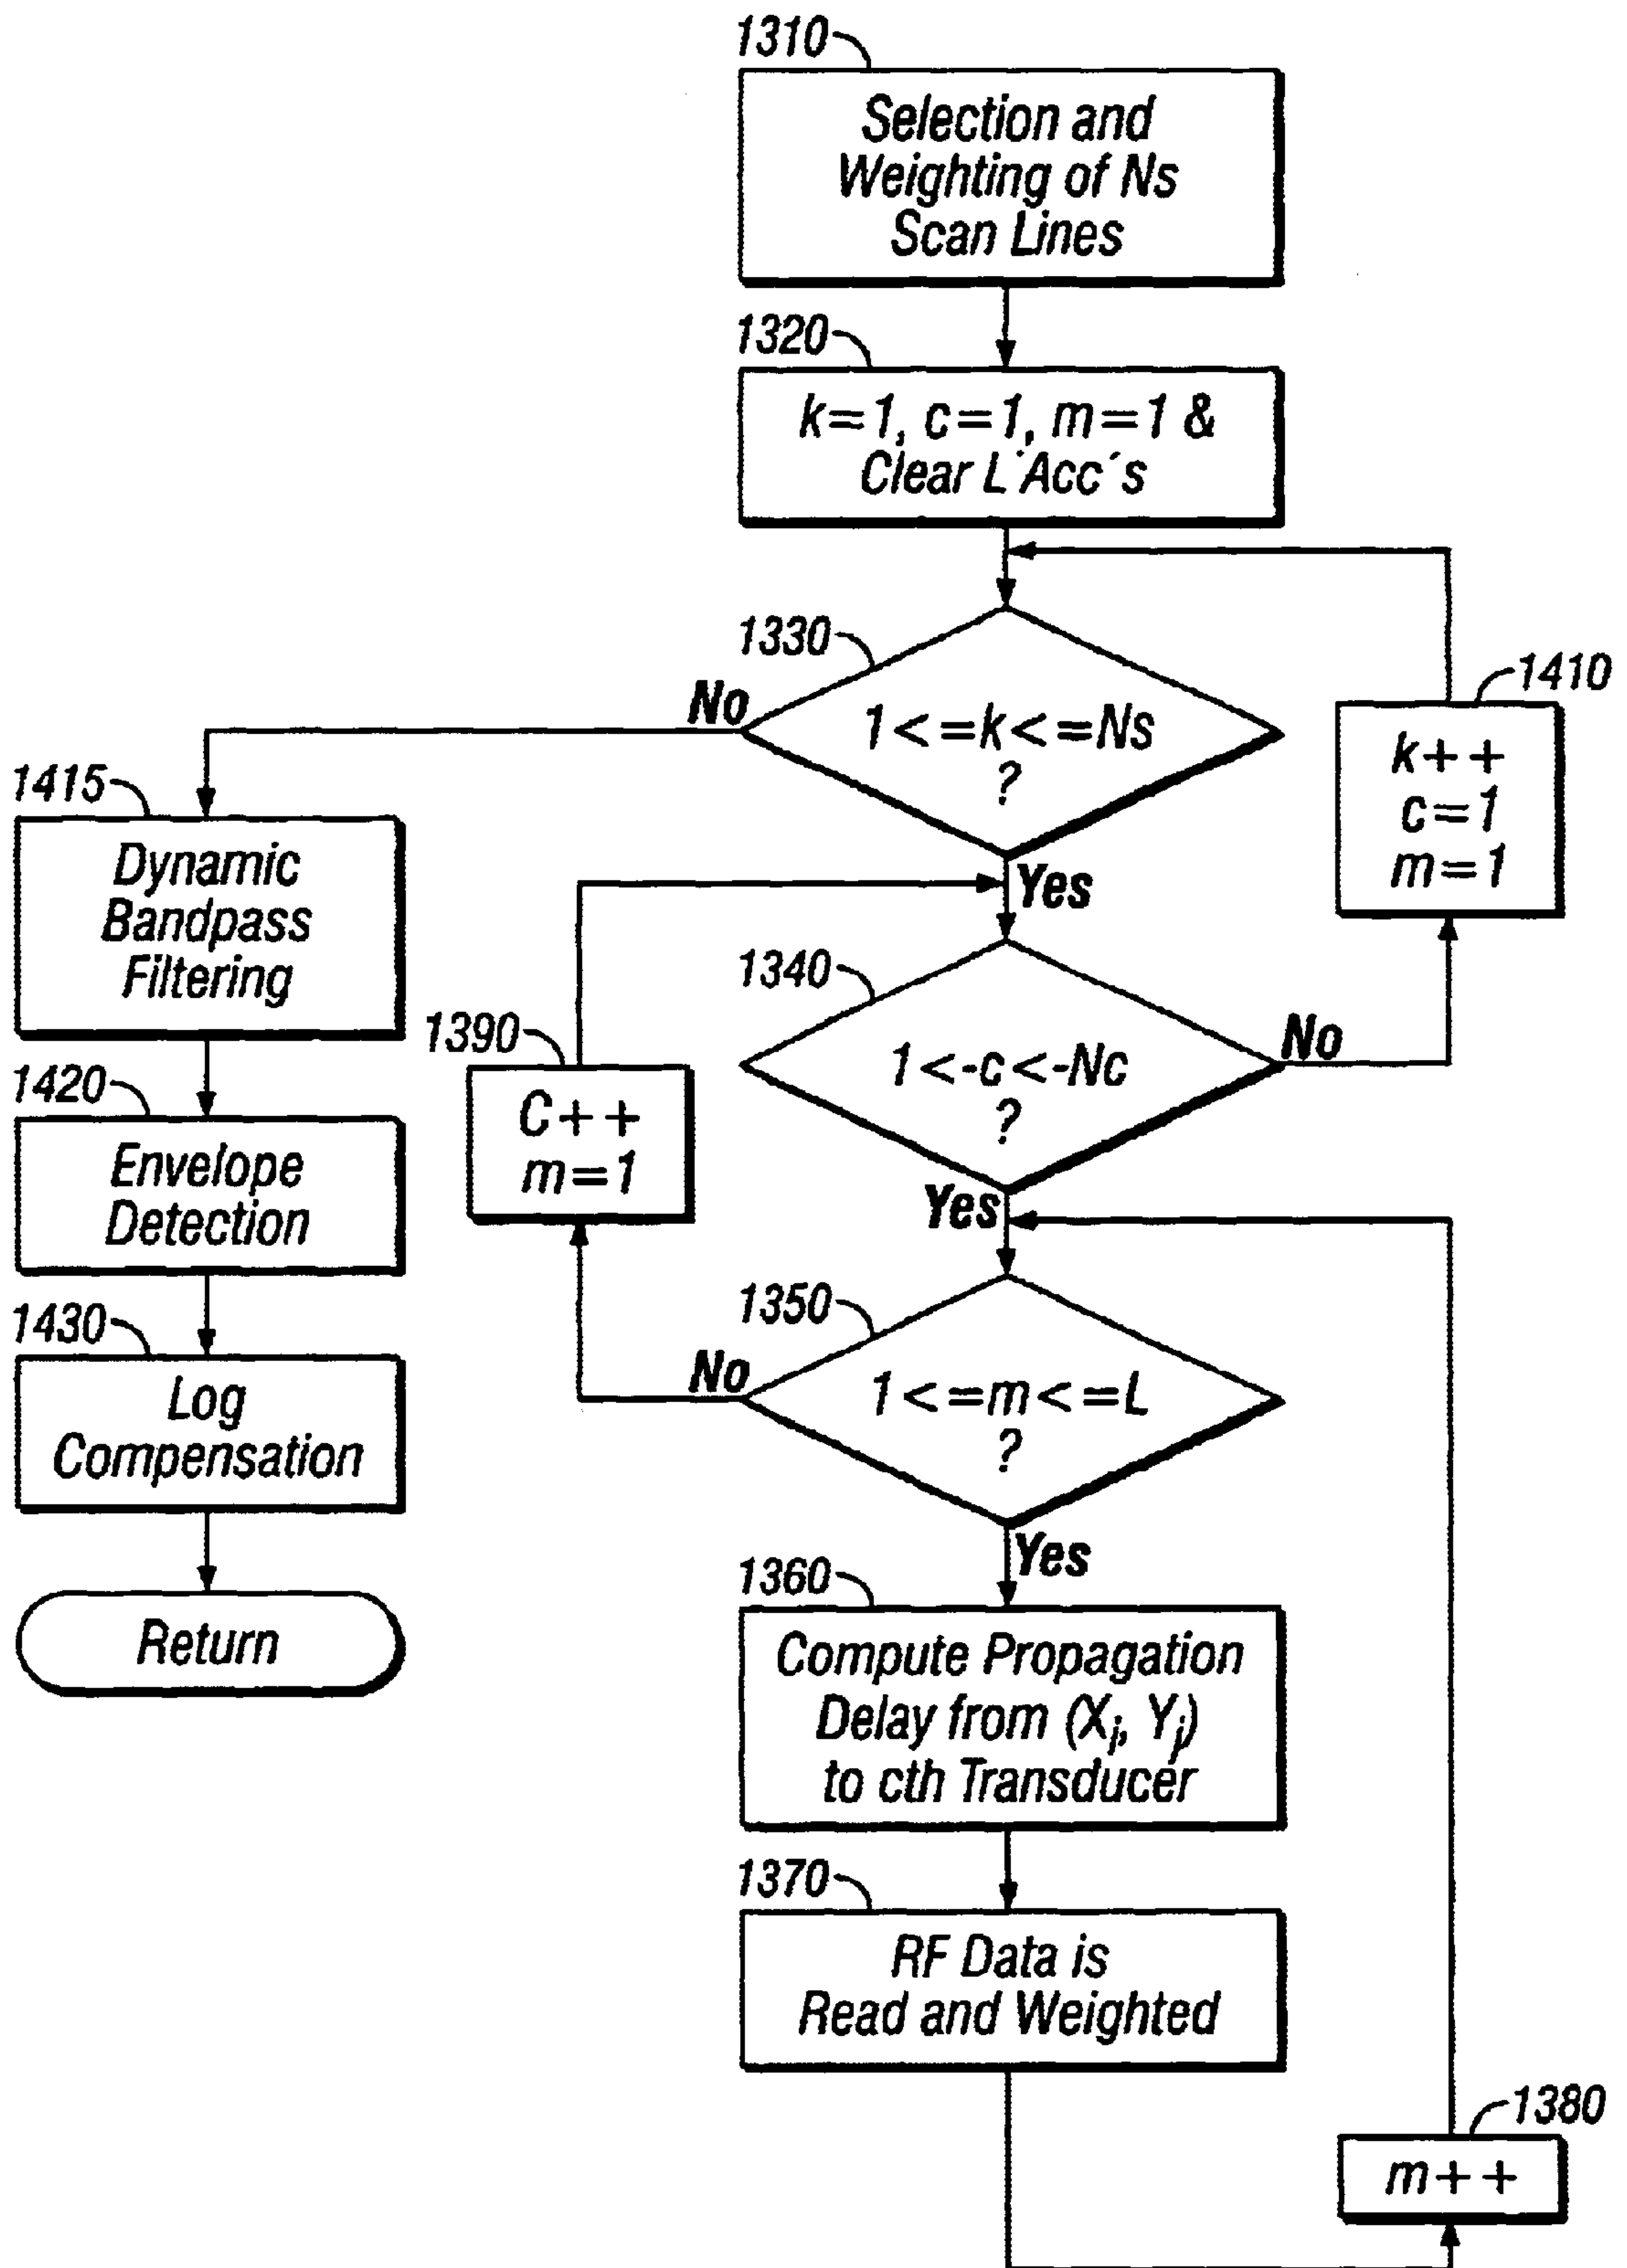 1310
Selection and
Weighting of Ns
Scan Lines
1320
k=1, c=1, m=1 &
Clear L Acc's
1330
1<=k<=Ns
?
No
Yes
1410
k++
c=1
m=1
1415
Dynamic
Bandpass
Filtering
1340
1<-c<-Nc
?
No
Yes
1390
C++
m=1
1420
Envelope
Detection
1350
1<=m<=L
?
No
Yes
1430
Log
Compensation
Return
1360
Compute Propagation
Delay from (Xj, Yj)
to cth Transducer
1370
RF Data is
Read and Weighted
1380
m++